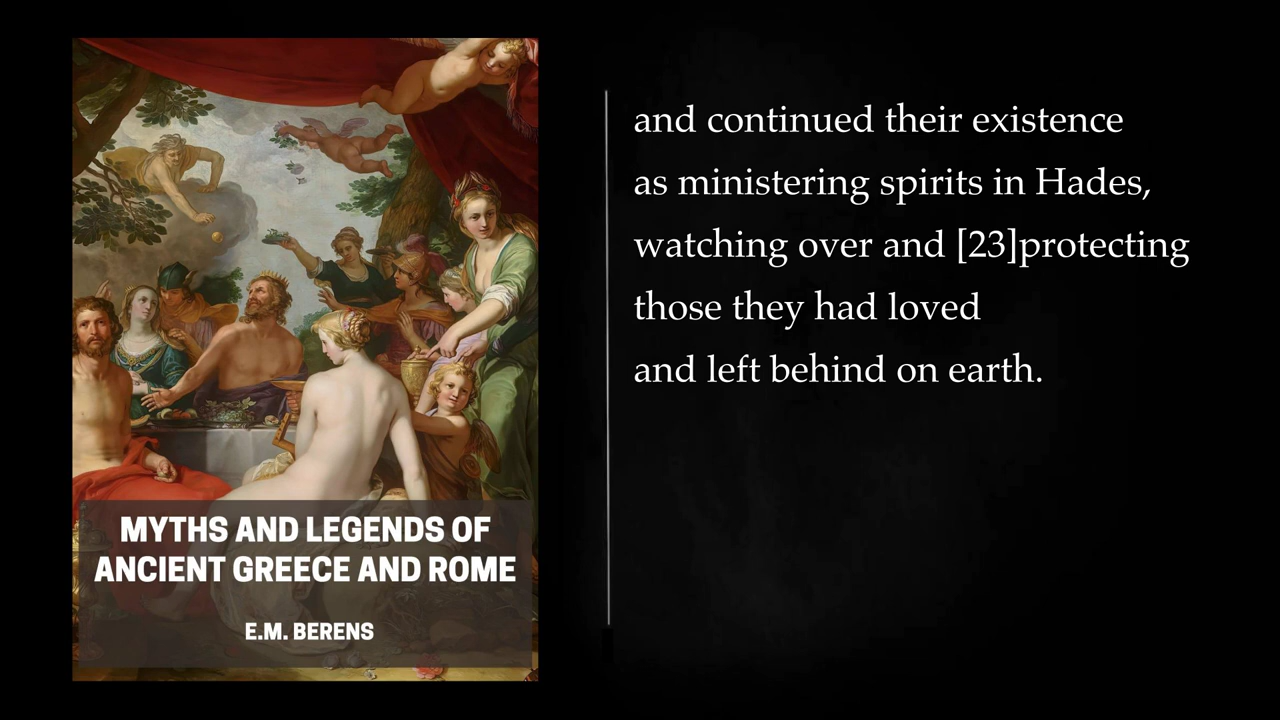 MYTHS AND LEGENDS OF
ANCIENT GREECE AND ROME
E.M. BERENS
and continued their existence
as ministering spirits in Hades,
watching over and [23]protecting
those they had loved
and left behind on earth.